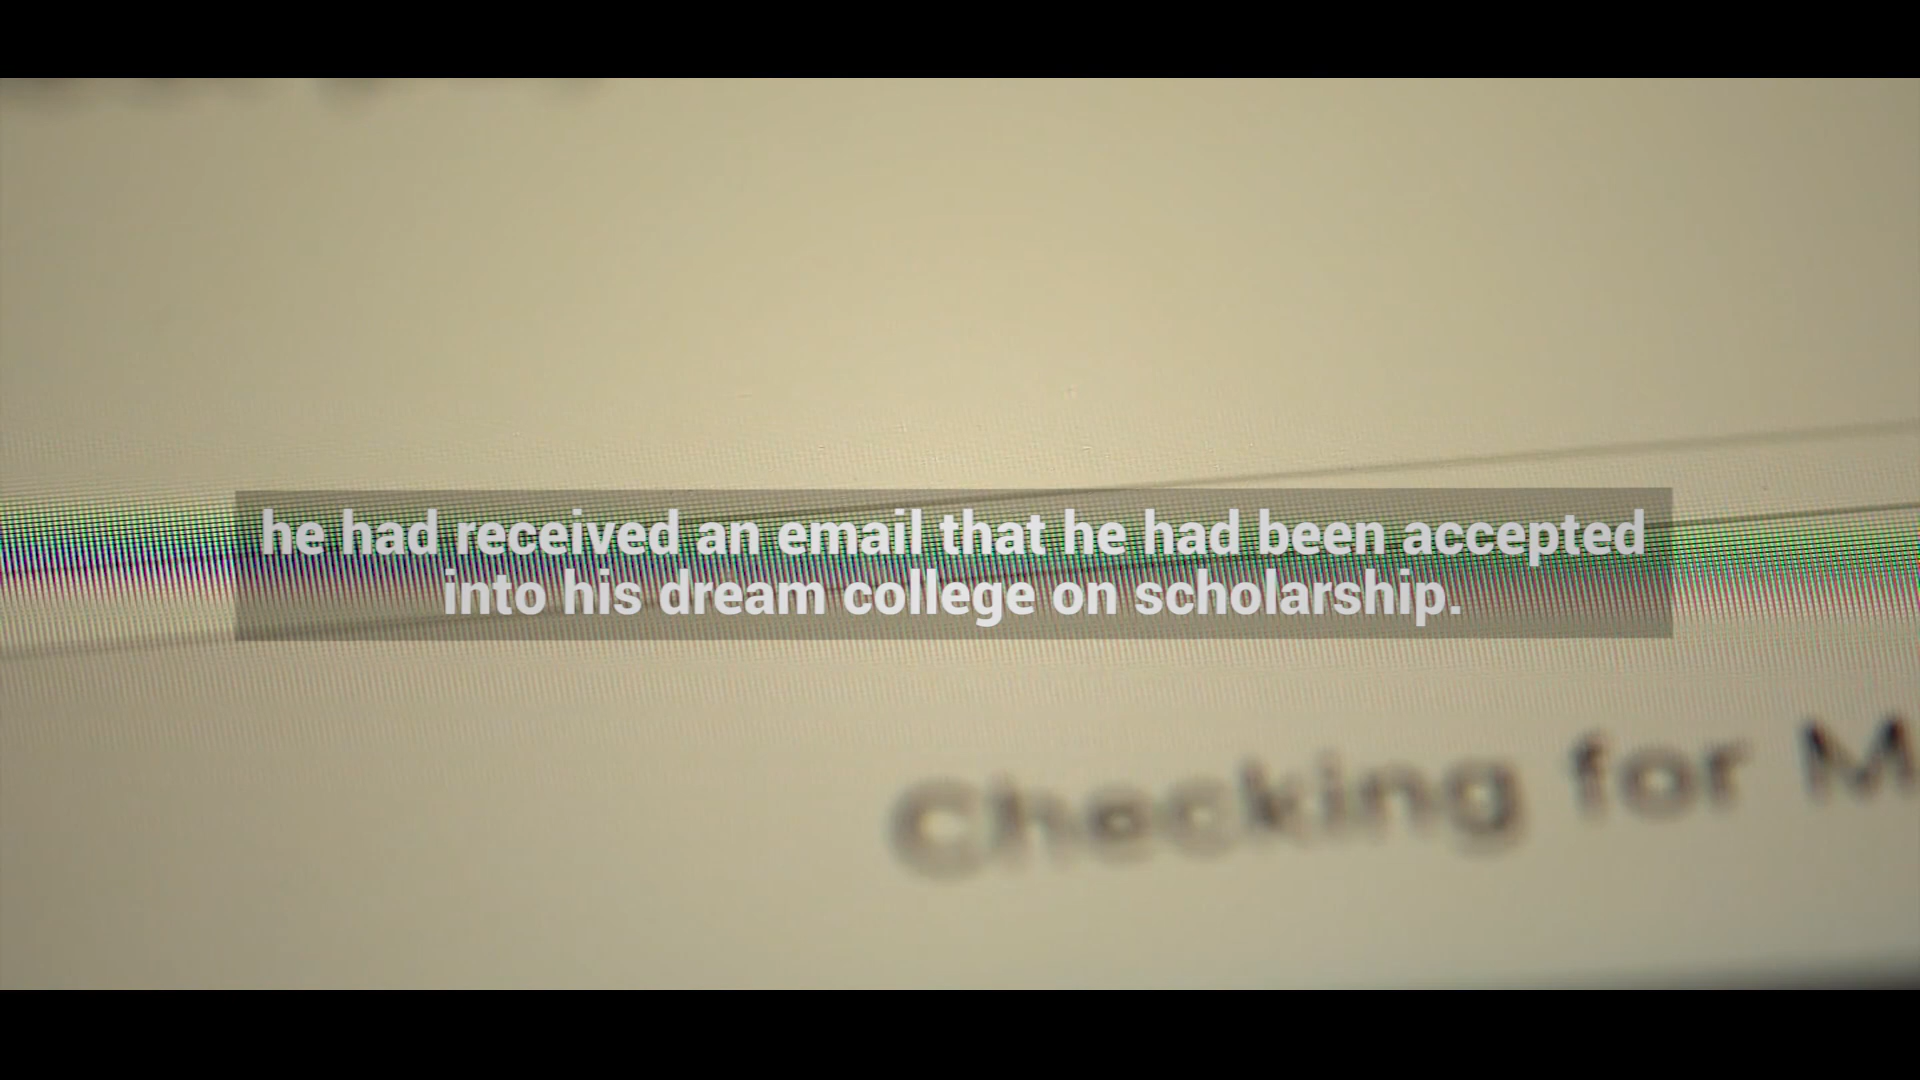 he had received an email that he had been accepted
into his dream college on scholarship.
Checking for M